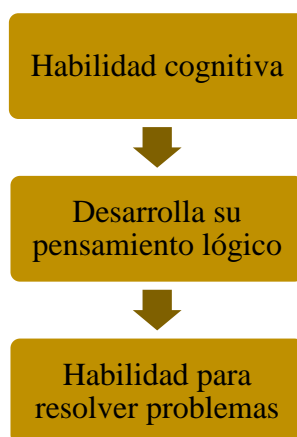 Habilidad cognitiva
Desarrolla su
pensamiento lógico
Habilidad para
resolver problemas